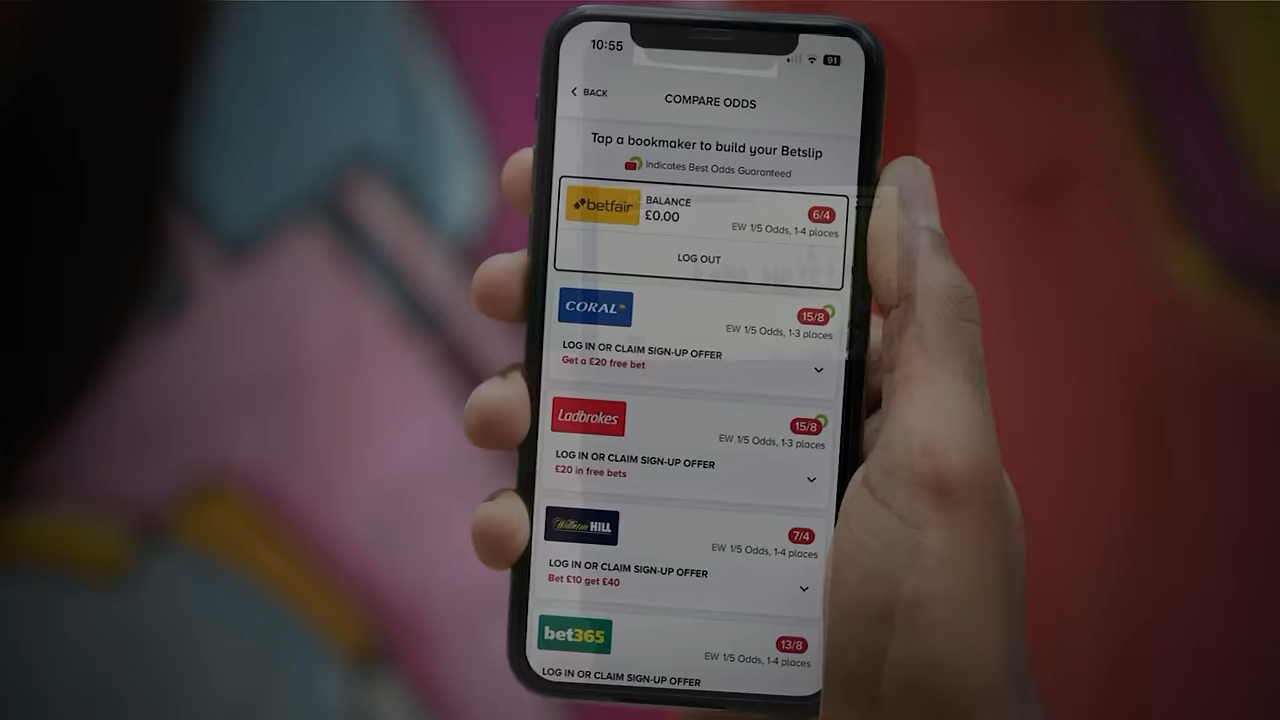 10:55
91
BACK
COMPARE ODDS
Tap a bookmaker to build your Betslip
Indicates Best Odds Guaranteed
betfair
BALANCE
£0.00
6/4
EW 1/5 Odds, 1-4 places
LOG OUT
CORAL
15/8
EW 1/5 Odds, 1-3 places
LOG IN OR CLAIM SIGN-UP OFFER
Get a £20 free bet
Ladbrokes
15/8
EW 1/5 Odds, 1-3 places
LOG IN OR CLAIM SIGN-UP OFFER
£20 in free bets
William HILL
7/4
EW 1/5 Odds, 1-4 places
LOG IN OR CLAIM SIGN-UP OFFER
Bet £10 get £40
bet365
13/8
EW 1/5 Odds, 1-4 places
LOG IN OR CLAIM SIGN-UP OFFER